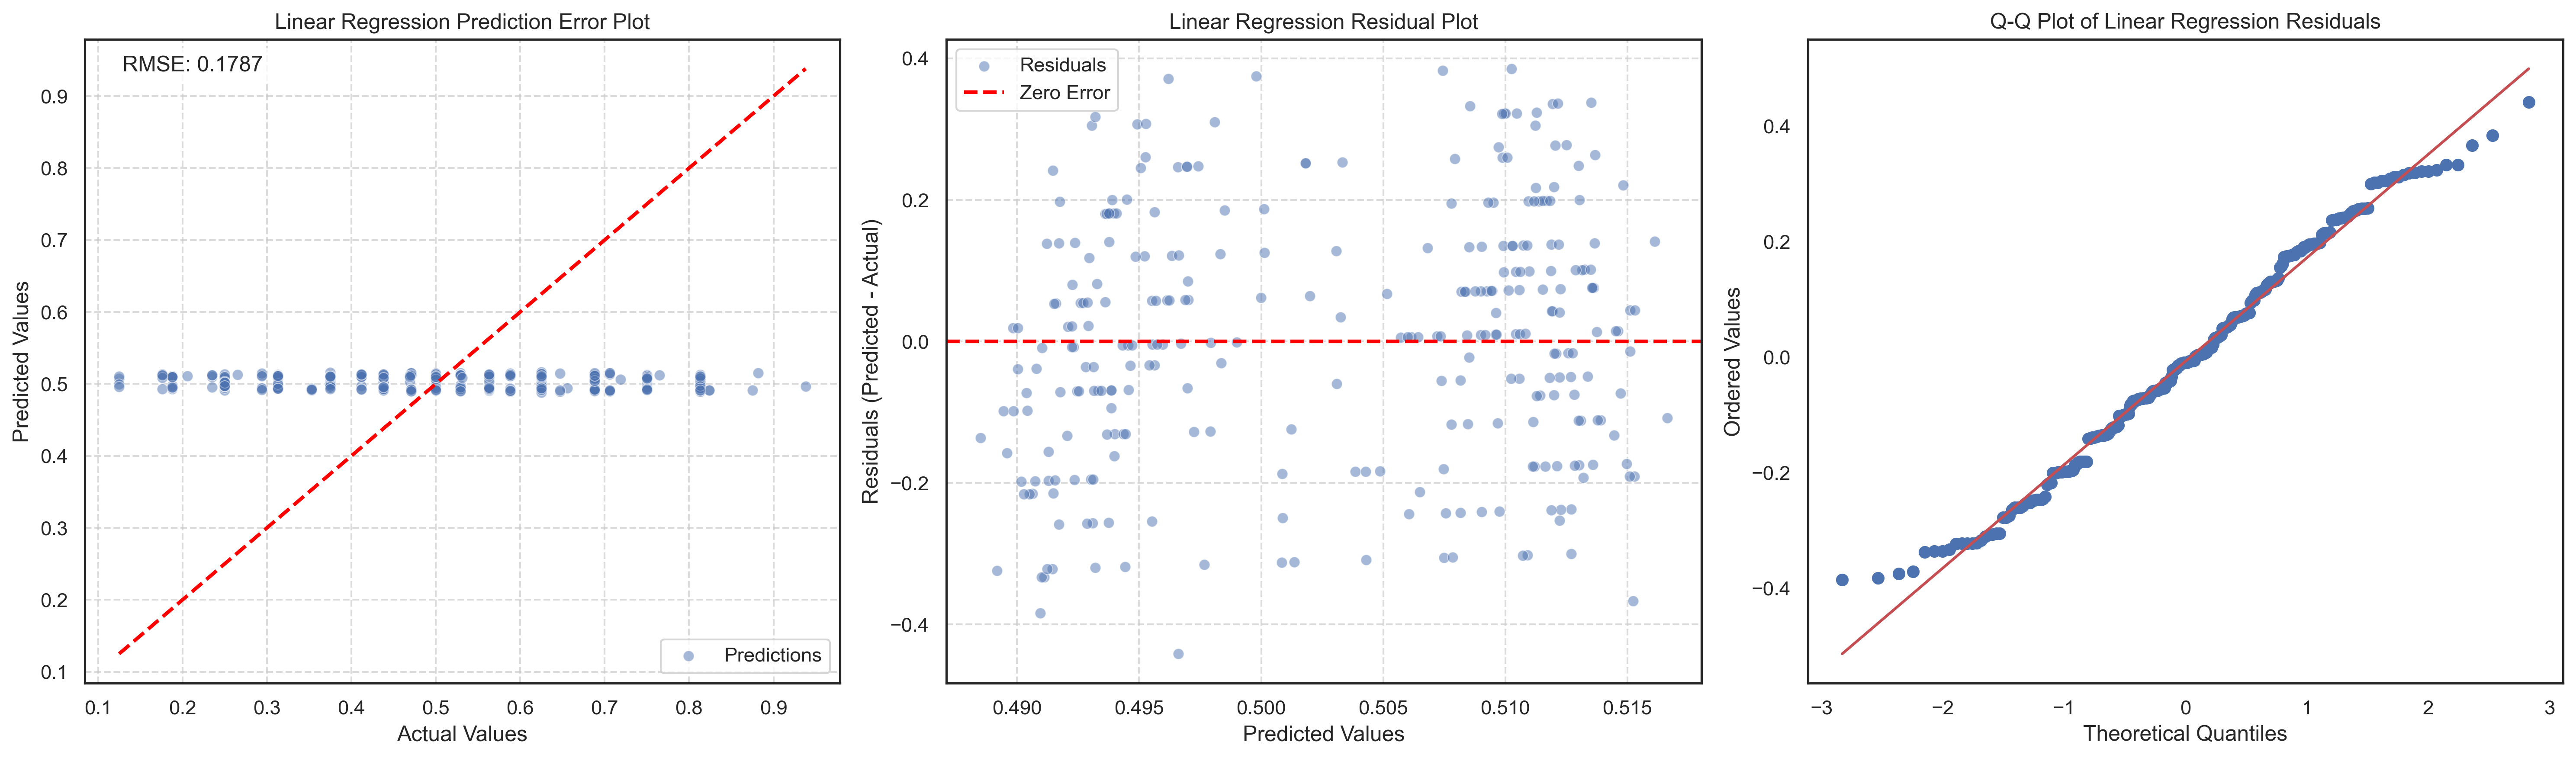 Linear Regression Prediction Error Plot
RMSE: 0.1787
Predicted Values
0.9
0.8
0.7
0.6
0.5
0.4
0.3
0.2
0.1
Predictions
0.1 0.2 0.3 0.4 0.5 0.6 0.7 0.8 0.9
Actual Values
Linear Regression Residual Plot
Residuals
Zero Error
Residuals (Predicted - Actual)
0.4
0.2
0.0
−0.2
−0.4
0.490 0.495 0.500 0.505 0.510 0.515
Predicted Values
Q-Q Plot of Linear Regression Residuals
Ordered Values
0.4
0.2
0.0
−0.2
−0.4
−3 −2 −1 0 1 2 3
Theoretical Quantiles